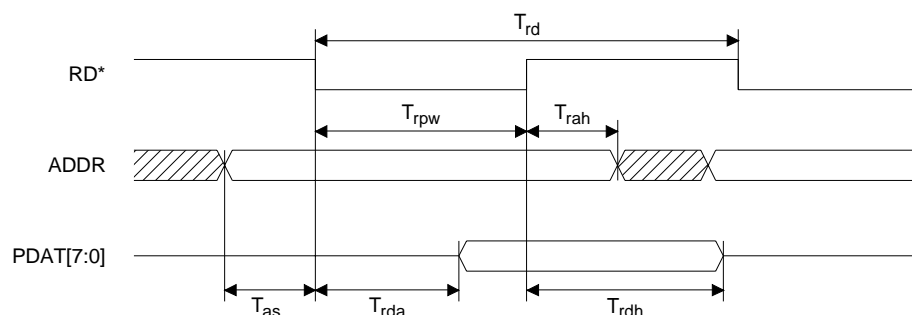 Trd
RD*
Trpw
Trah
ADDR
PDAT[7:0]
Tas
Trda
Trdh